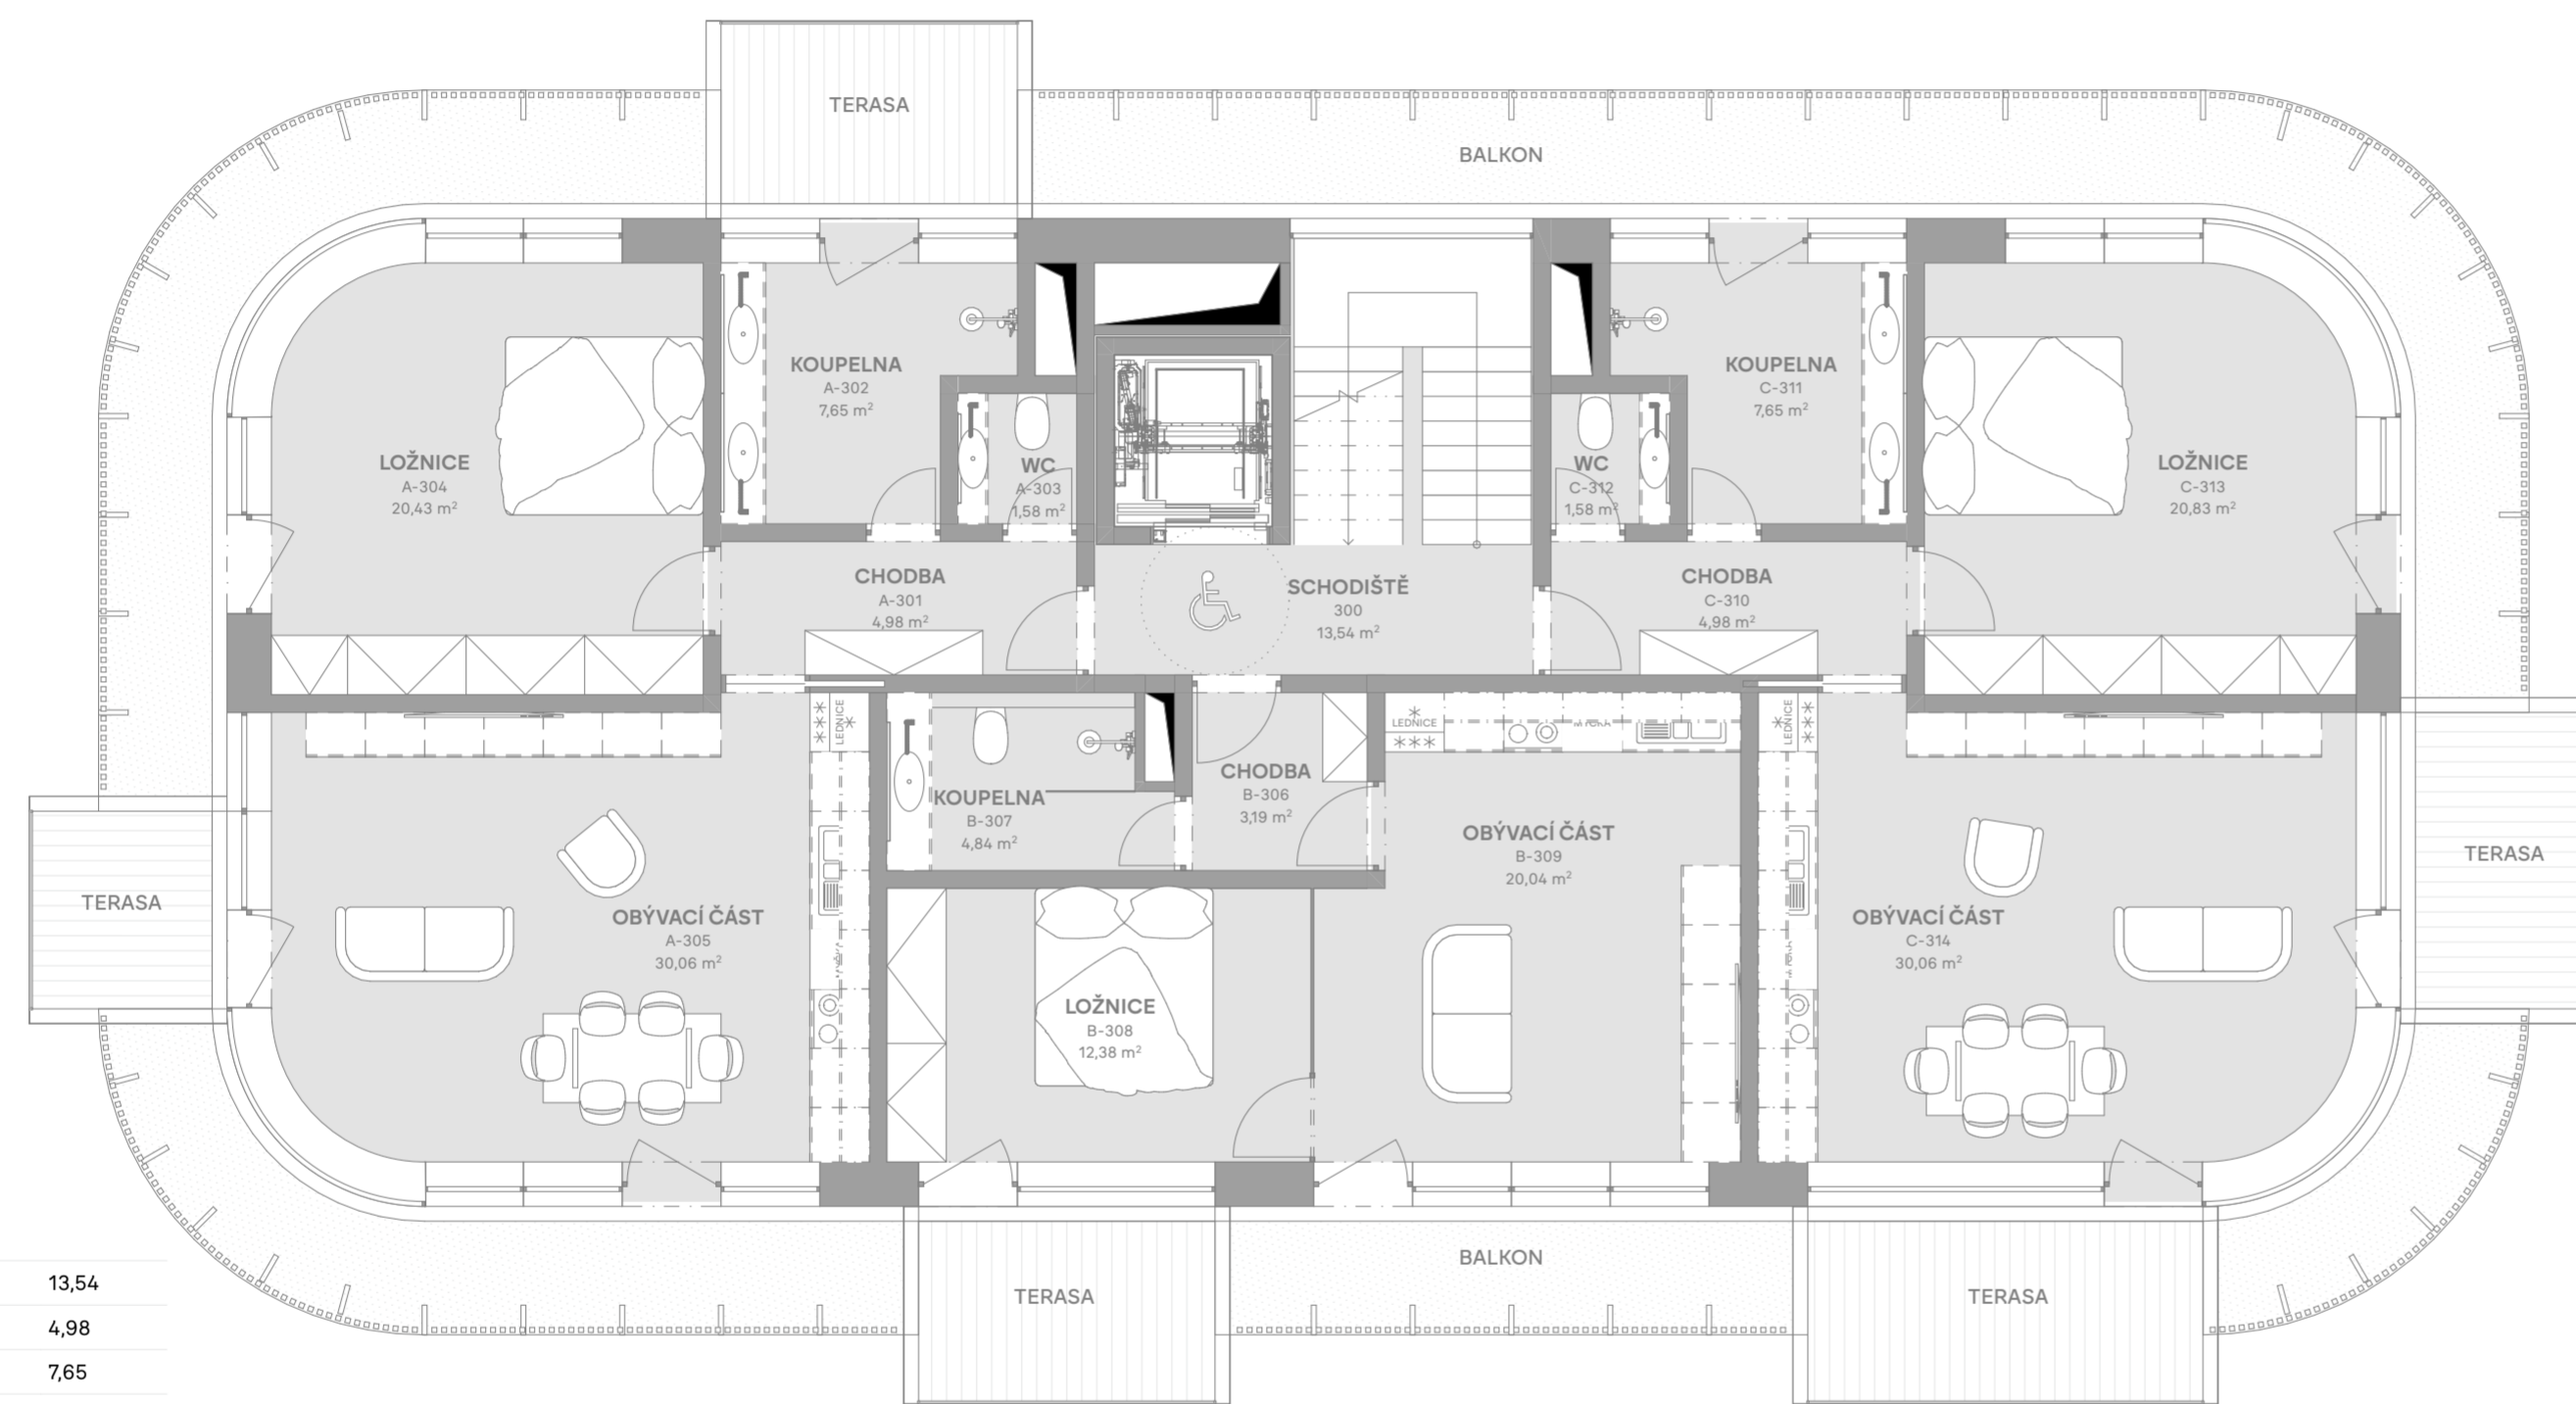 TERASA
BALKON
KOUPELNA
A-302
7,65 m²
KOUPELNA
C-311
7,65 m²
LOŽNICE
A-304
20,43 m²
WC
A-303
1,58 m²
WC
C-312
1,58 m²
LOŽNICE
C-313
20,83 m²
CHODBA
A-301
4,98 m²
SCHODIŠTĚ
300
13,54 m²
CHODBA
C-310
4,98 m²
LEDNICE
LEDNICE
LEDNICE
CHODBA
B-306
3,19 m²
KOUPELNA
B-307
4,84 m²
OBÝVACÍ ČÁST
B-309
20,04 m²
TERASA
TERASA
OBÝVACÍ ČÁST
A-305
30,06 m²
OBÝVACÍ ČÁST
C-314
30,06 m²
LOŽNICE
B-308
12,38 m²
BALKON
TERASA
TERASA
13,54
4,98
7,65